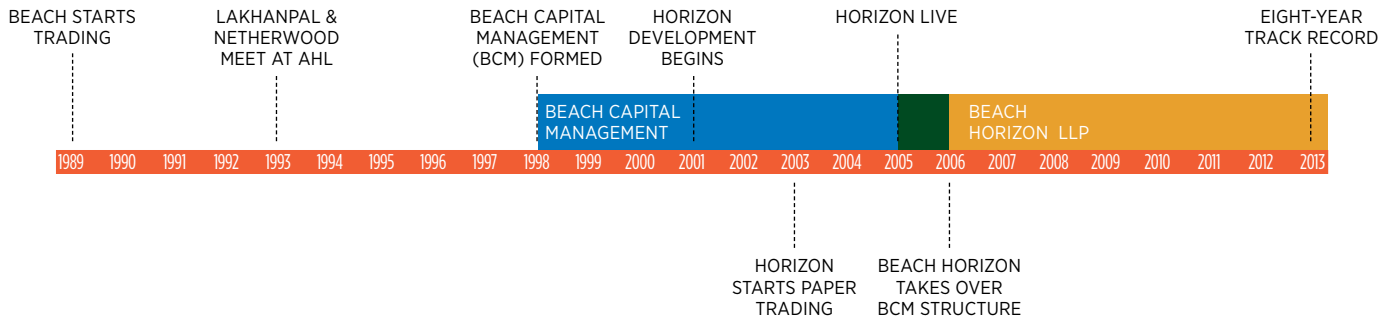 BEACH STARTS
TRADING
LAKHANPAL &
NETHERWOOD
MEET AT AHL
BEACH CAPITAL
MANAGEMENT
(BCM) FORMED
HORIZON
DEVELOPMENT
BEGINS
HORIZON LIVE
EIGHT-YEAR
TRACK RECORD
BEACH CAPITAL
MANAGEMENT
BEACH
HORIZON LLP
1989 1990 1991 1992 1993 1994 1995 1996 1997 1998 1999 2000 2001 2002 2003 2004 2005 2006 2007 2008 2009 2010 2011 2012 2013
HORIZON
STARTS PAPER
TRADING
BEACH HORIZON
TAKES OVER
BCM STRUCTURE